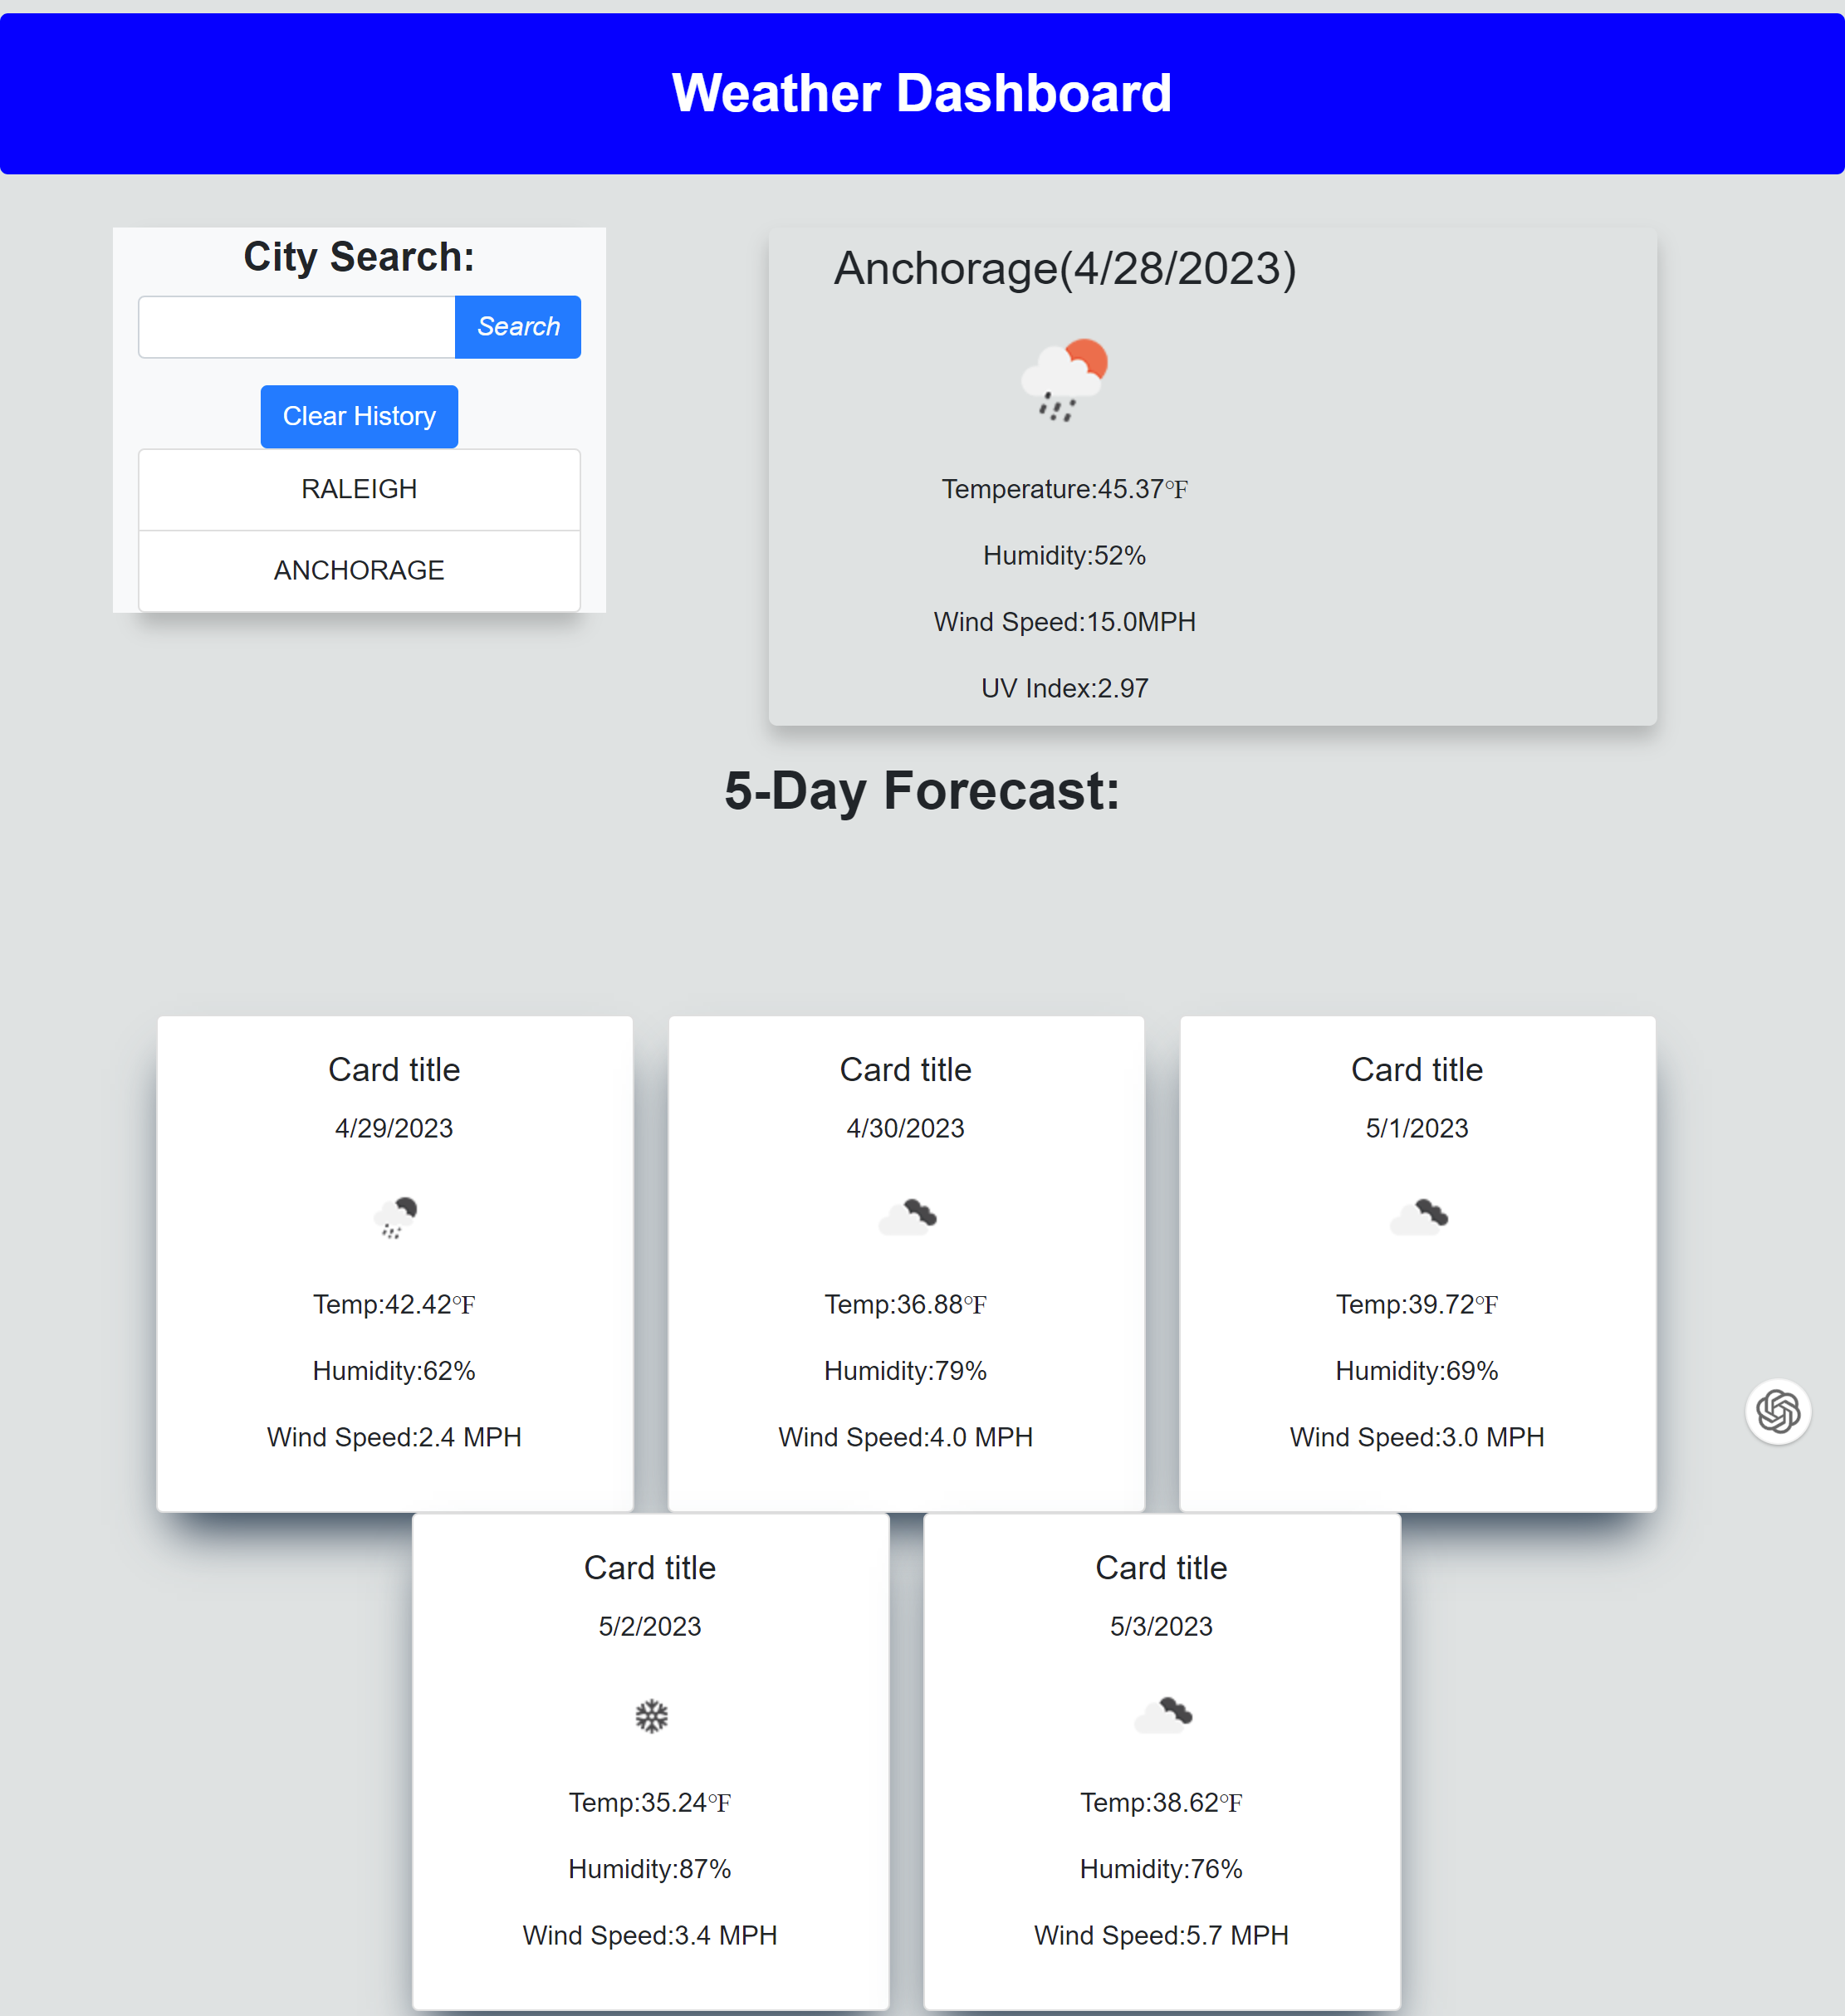 Weather Dashboard
City Search:
Search
Clear History
RALEIGH
ANCHORAGE
Anchorage(4/28/2023)
Temperature:45.37°F
Humidity:52%
Wind Speed:15.0MPH
UV Index:2.97
5-Day Forecast:
Card title
4/29/2023
Temp:42.42°F
Humidity:62%
Wind Speed:2.4 MPH
Card title
4/30/2023
Temp:36.88°F
Humidity:79%
Wind Speed:4.0 MPH
Card title
5/1/2023
Temp:39.72°F
Humidity:69%
Wind Speed:3.0 MPH
Card title
5/2/2023
Temp:35.24°F
Humidity:87%
Wind Speed:3.4 MPH
Card title
5/3/2023
Temp:38.62°F
Humidity:76%
Wind Speed:5.7 MPH